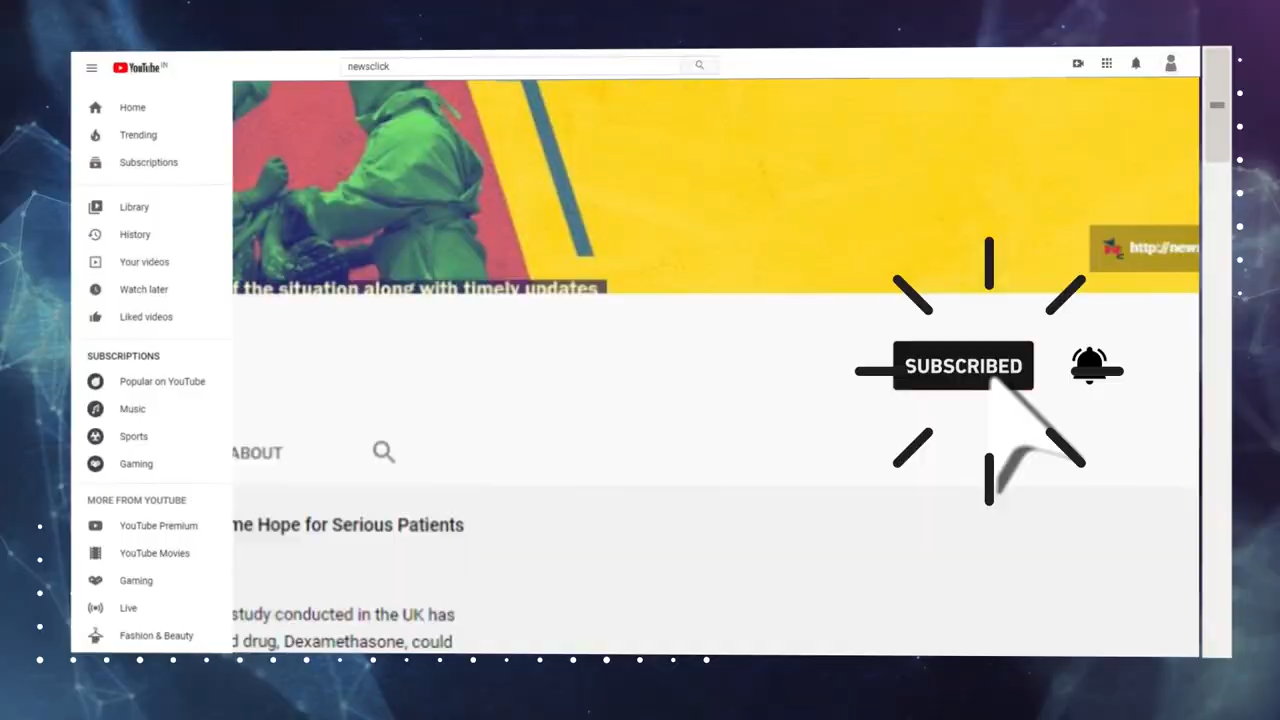 YouTube IN
newsclick
Home
Trending
Subscriptions
Library
History
Your videos
Watch later
Liked videos
SUBSCRIPTIONS
Popular on YouTube
Music
Sports
Gaming
MORE FROM YOUTUBE
YouTube Premium
YouTube Movies
Gaming
Live
Fashion & Beauty
http://new
f the situation along with timely updates
SUBSCRIBED
ABOUT
me Hope for Serious Patients
study conducted in the UK has
d drug, Dexamethasone, could